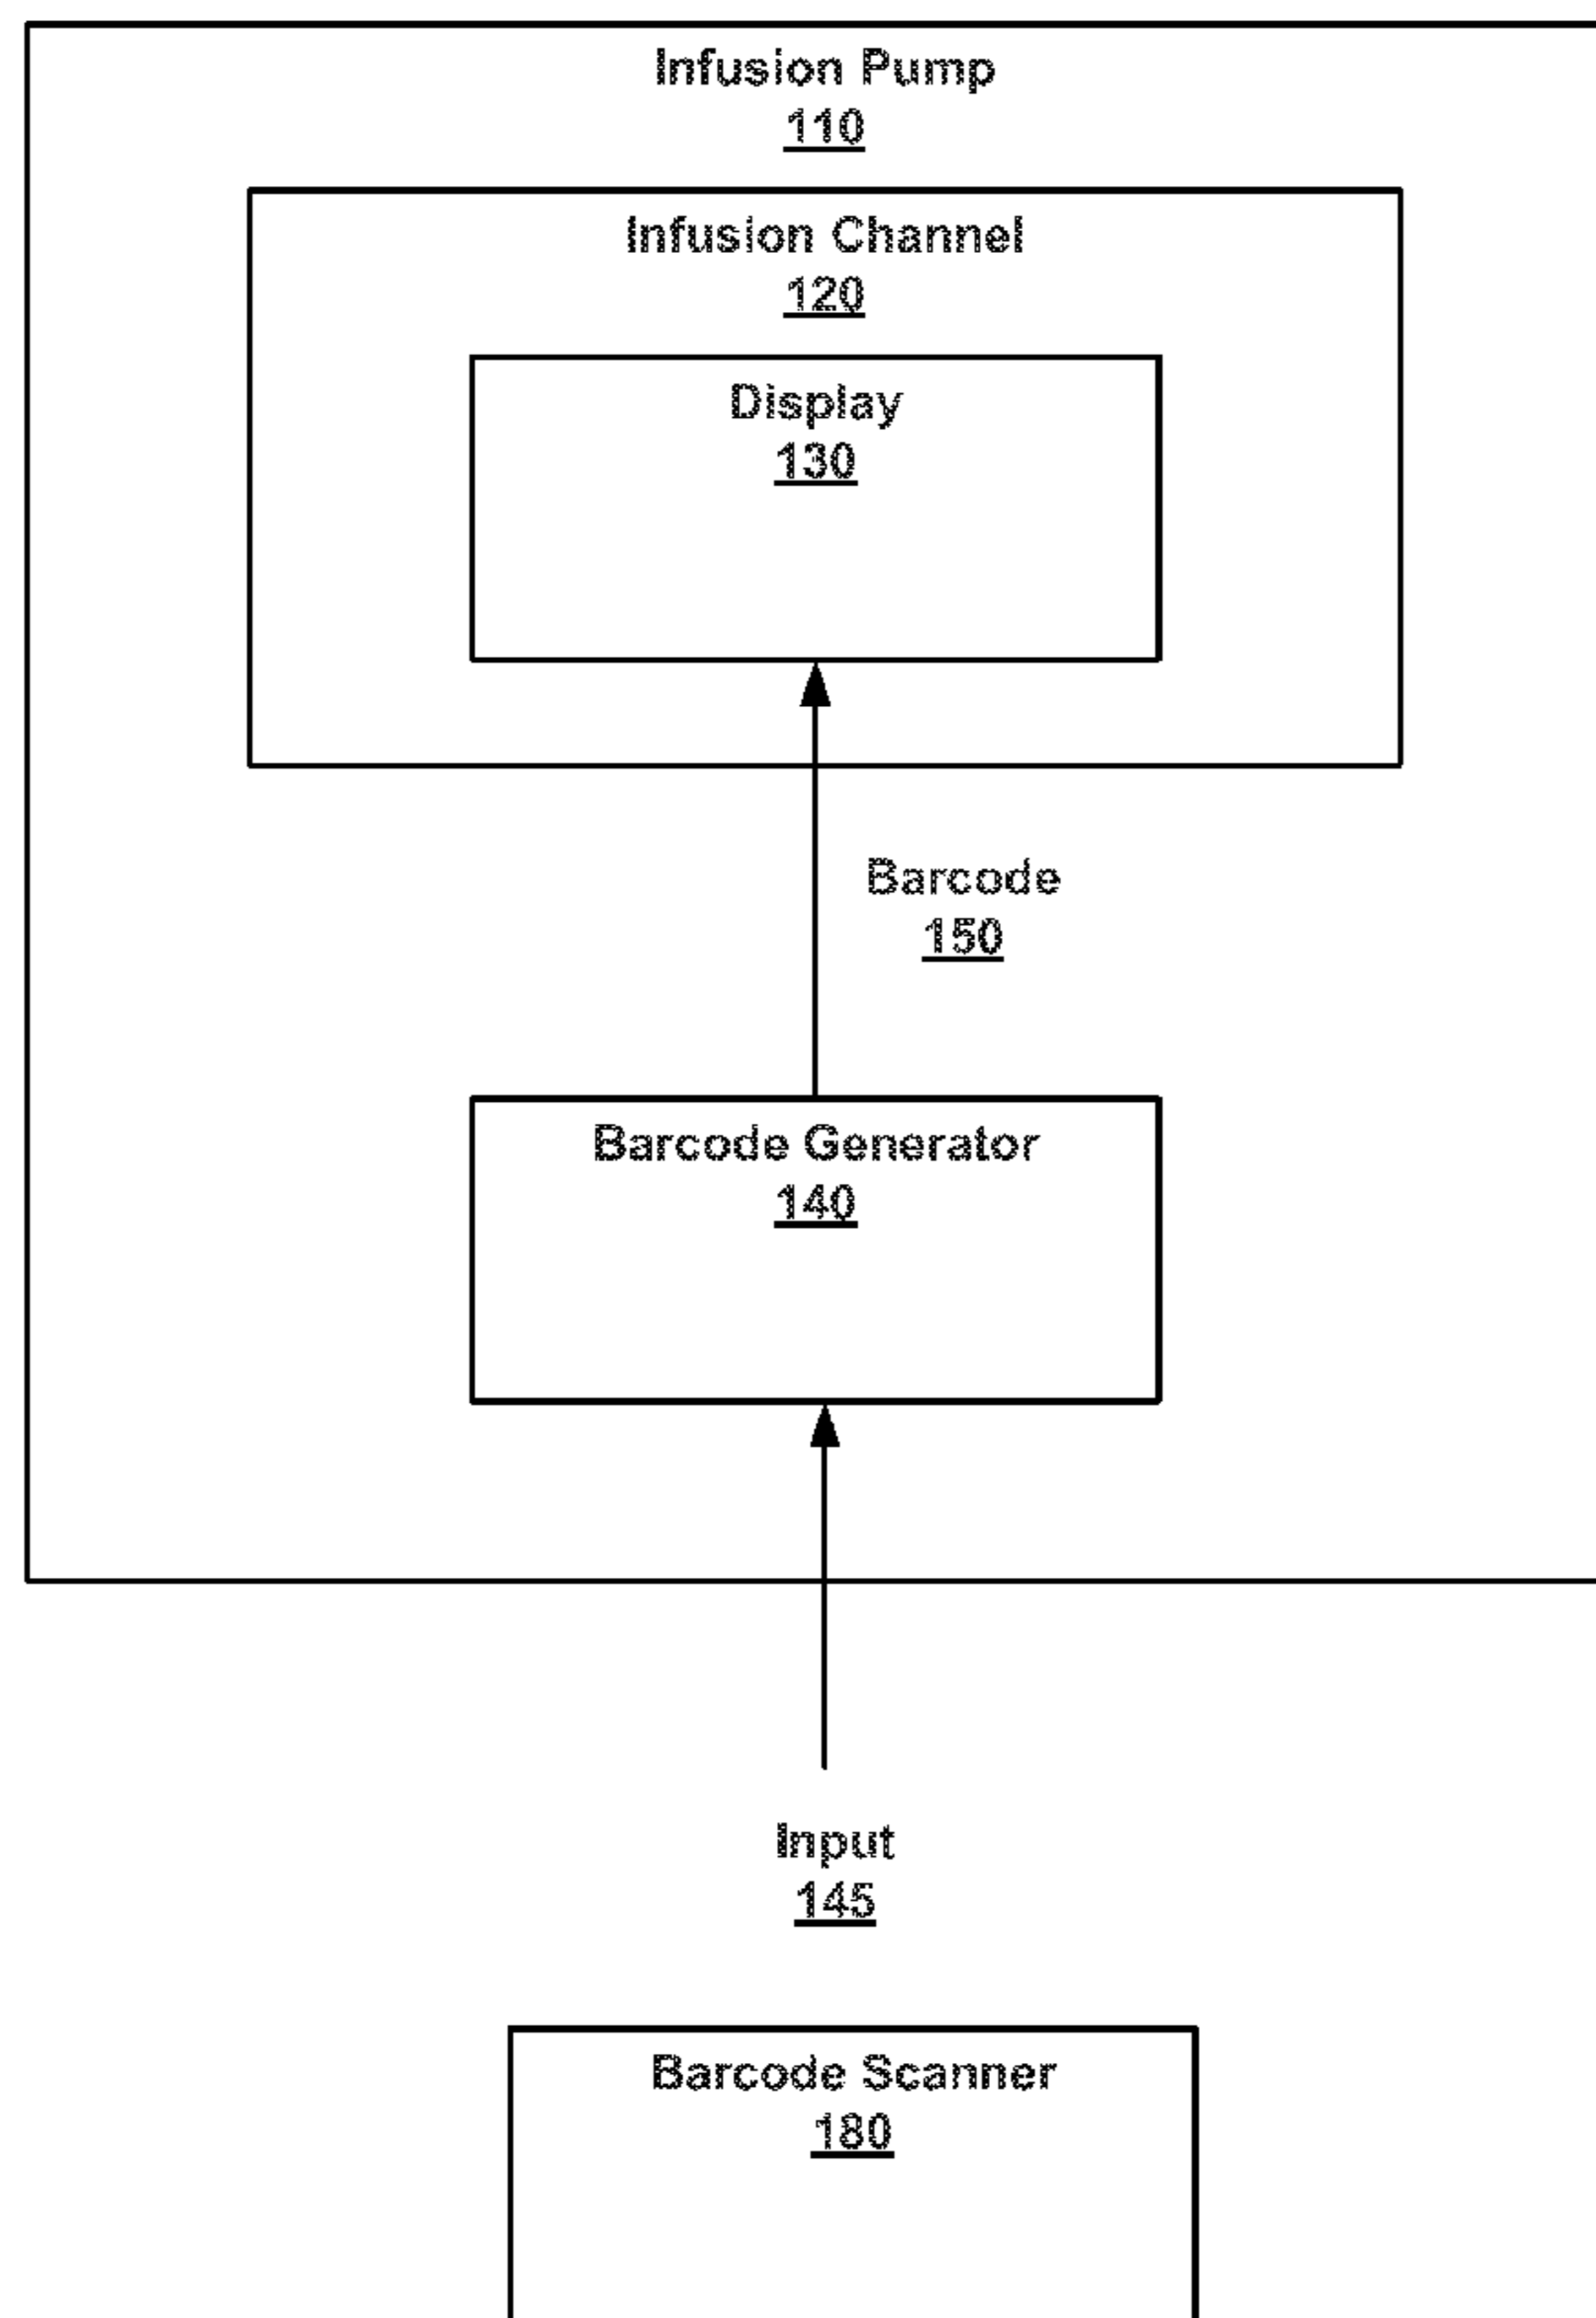 Infusion Pump
110
Infusion Channel
120
Display
130
Barcode
150
Barcode Generator
140
Input
145
Barcode Scanner
180